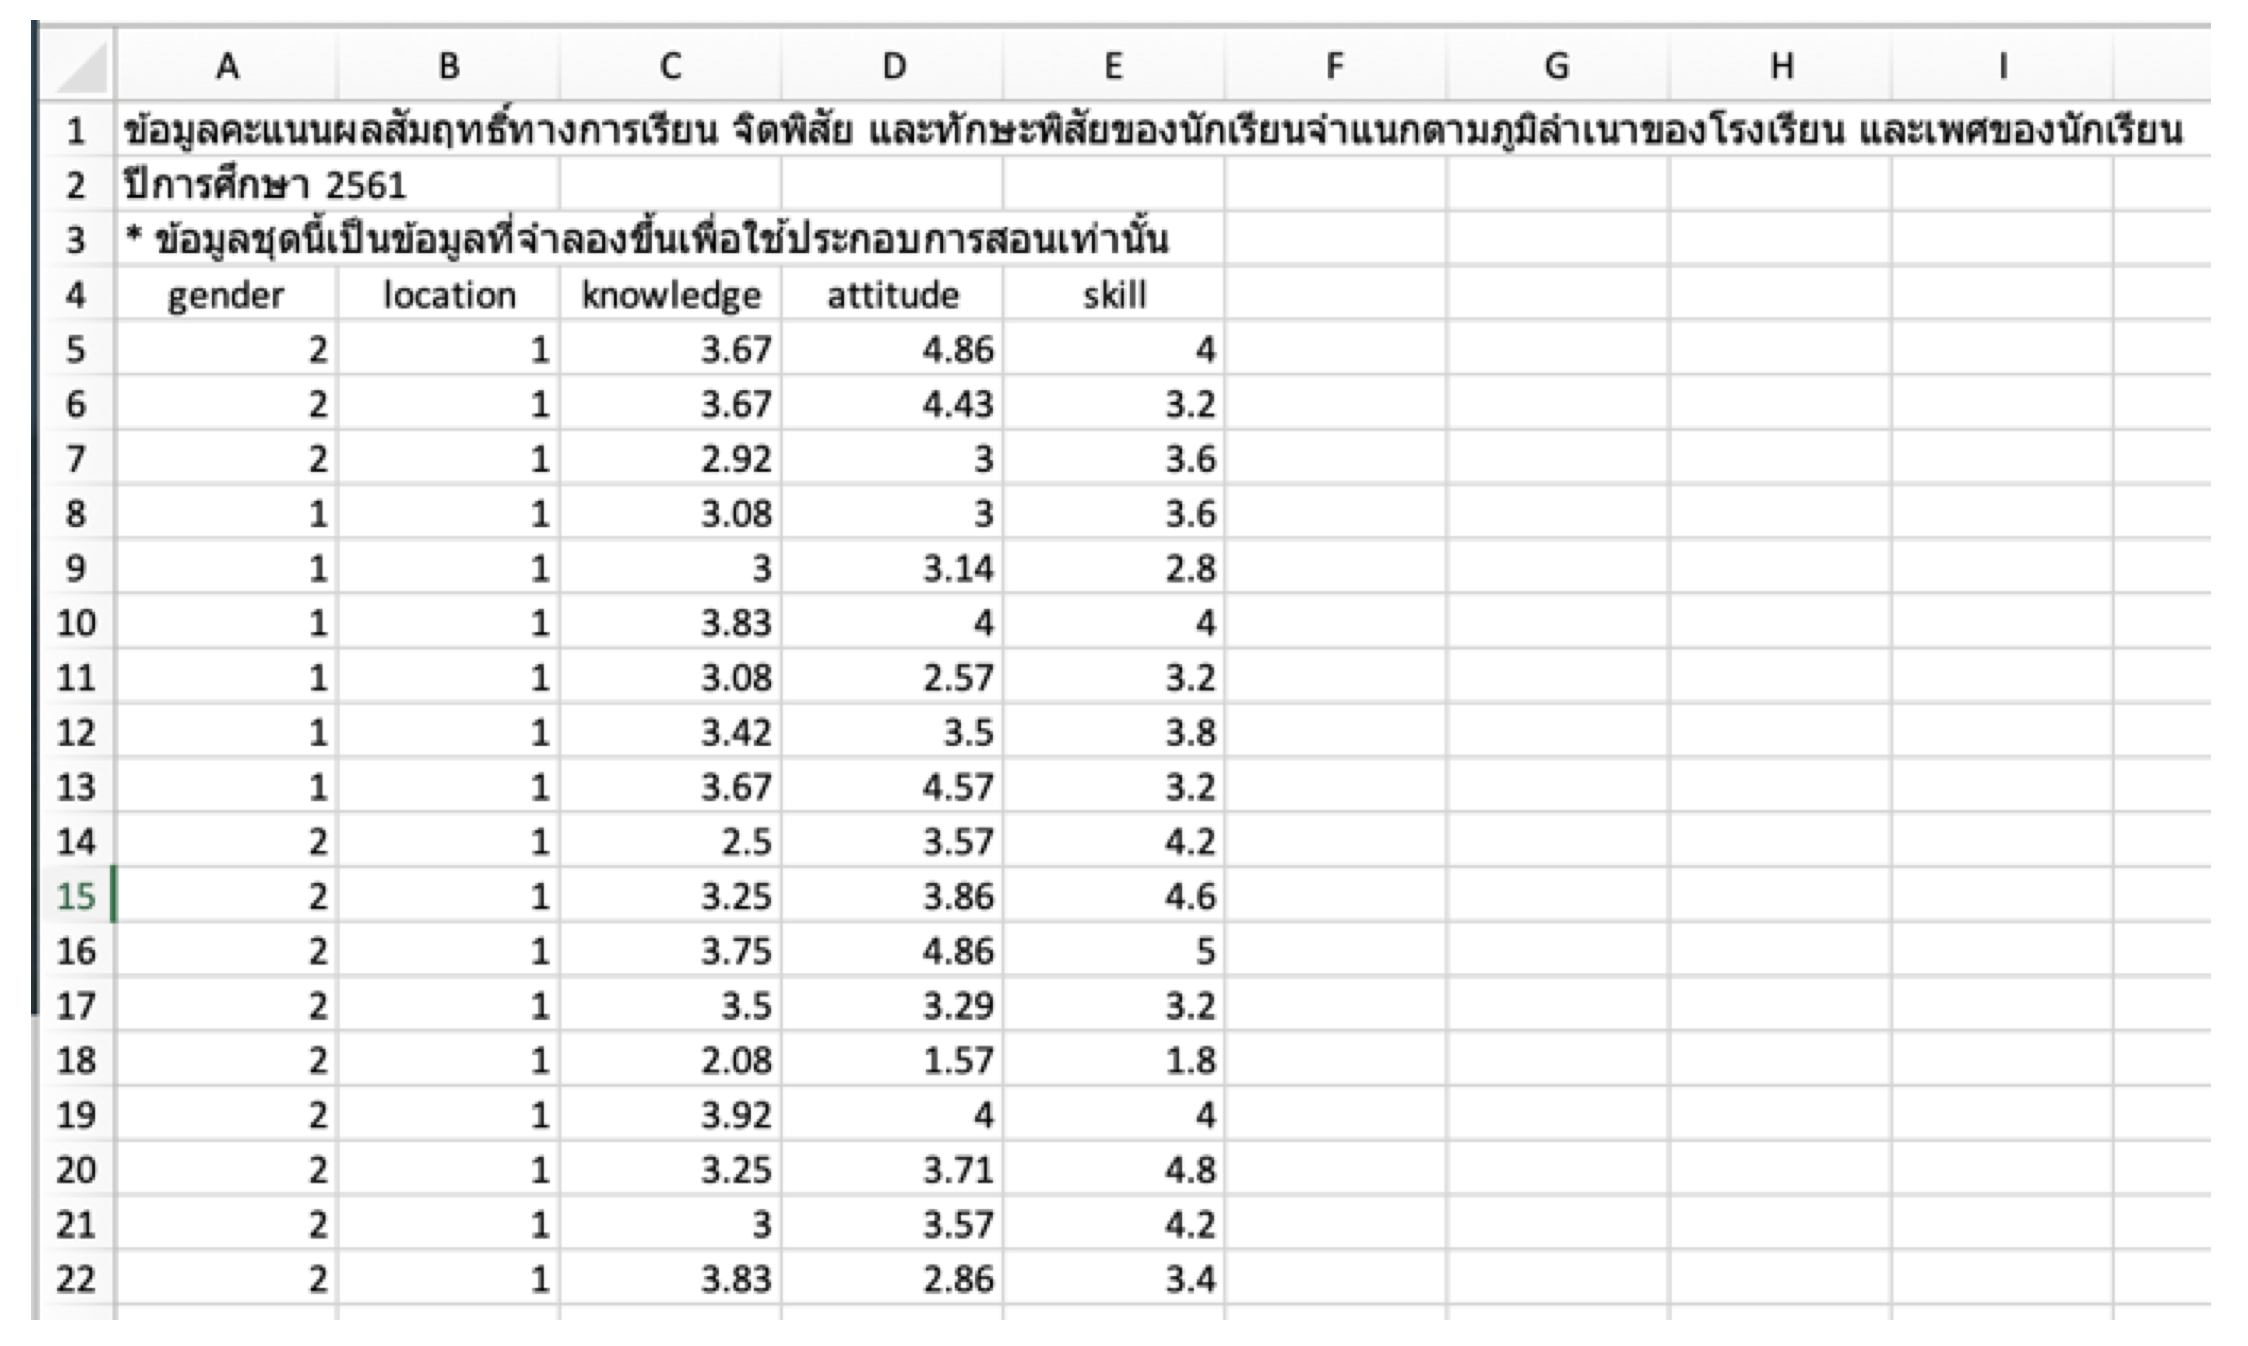 A B C D E F G H I
1 ข้อมูลคะแนนผลสัมฤทธิ์ทางการเรียน จิตพิสัย และทักษะพิสัยของนักเรียนจำแนกตามภูมิลำเนาของโรงเรียน และเพศของนักเรียน
2 ปีการศึกษา 2561
3 * ข้อมูลชุดนี้เป็นข้อมูลที่จำลองขึ้นเพื่อใช้ประกอบการสอนเท่านั้น
4 gender location knowledge attitude skill
5 2 1 3.67 4.86 4
6 2 1 3.67 4.43 3.2
7 2 1 2.92 3 3.6
8 1 1 3.08 3 3.6
9 1 1 3 3.14 2.8
10 1 1 3.83 4 4
11 1 1 3.08 2.57 3.2
12 1 1 3.42 3.5 3.8
13 1 1 3.67 4.57 3.2
14 2 1 2.5 3.57 4.2
15 2 1 3.25 3.86 4.6
16 2 1 3.75 4.86 5
17 2 1 3.5 3.29 3.2
18 2 1 2.08 1.57 1.8
19 2 1 3.92 4 4
20 2 1 3.25 3.71 4.8
21 2 1 3 3.57 4.2
22 2 1 3.83 2.86 3.4